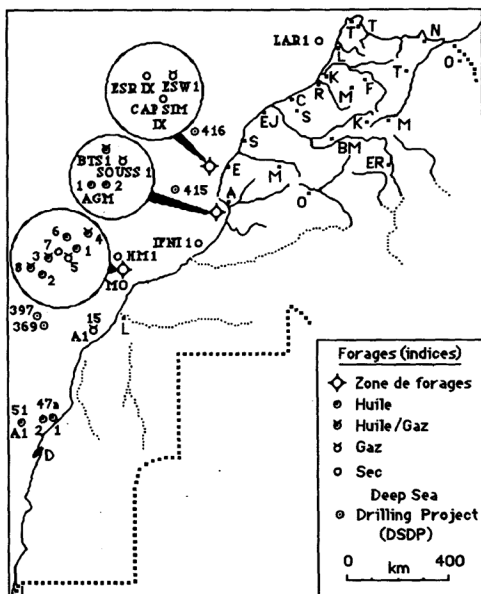 T T
LAR1 L N
O
T
K F
R M
C
S
EJ K M
ESR IX ESW1
CAP SIM
IX
416
S BM
ER
E M
BTS1
SOUSS 1
1 2
AGM
415
A O
IFNI 1
6 4
7 1
3 5
8 2
KM1
MO
397
369
15
A1
L
51 47a
A1 2 1
D
Forages (indices)
Zone de forages
Huile
Huile/Gaz
Gaz
Sec
Deep Sea
Drilling Project
(DSDP)
0 400
km